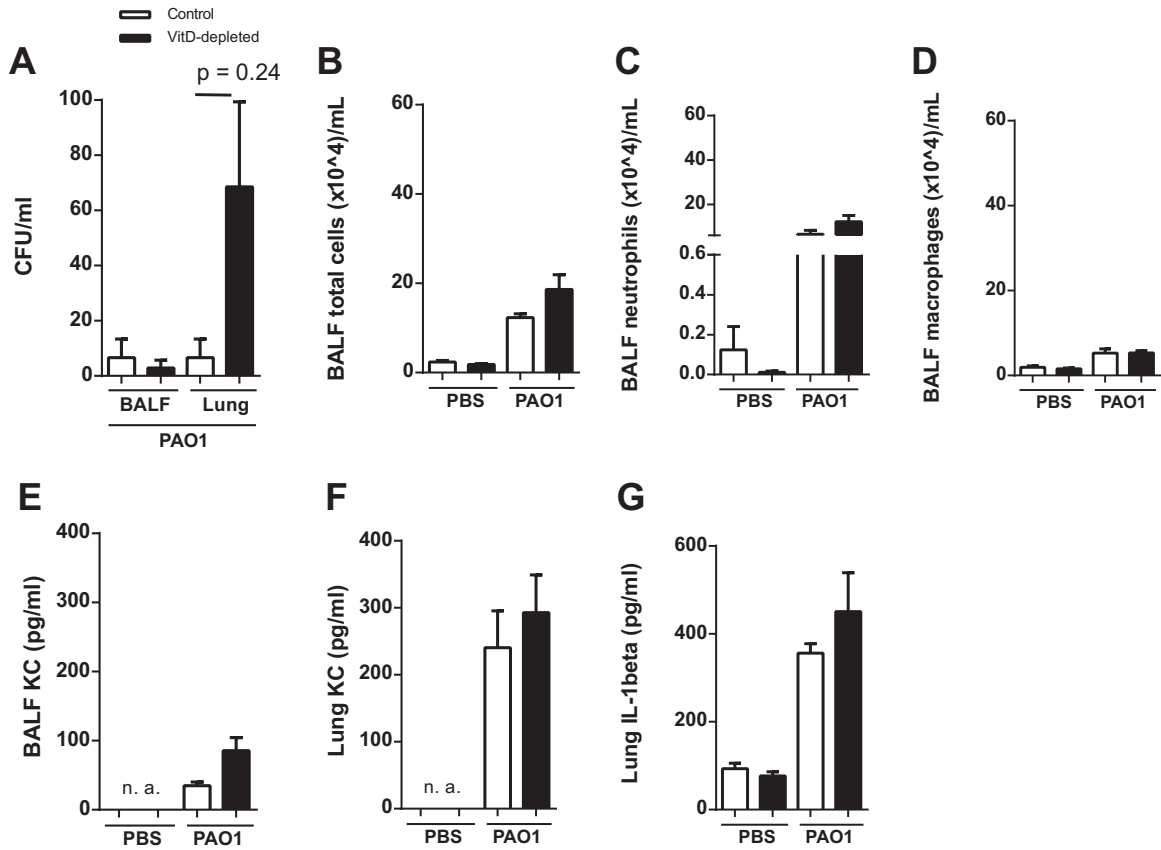 Control
VitD-depleted
A
p = 0.24
CFU/ml
100
80
60
40
20
0
BALF Lung
PAO1
B
BALF total cells (x10^4)/mL
60
40
20
0
PBS PAO1
C
BALF neutrophils (x10^4)/mL
60
40
20
0.6
0.4
0.2
0.0
PBS PAO1
D
BALF macrophages (x10^4)/mL
60
40
20
0
PBS PAO1
E
BALF KC (pg/ml)
400
300
200
100
0
n. a.
PBS PAO1
F
Lung KC (pg/ml)
400
300
200
100
0
n. a.
PBS PAO1
G
Lung IL-1beta (pg/ml)
600
400
200
0
PBS PAO1